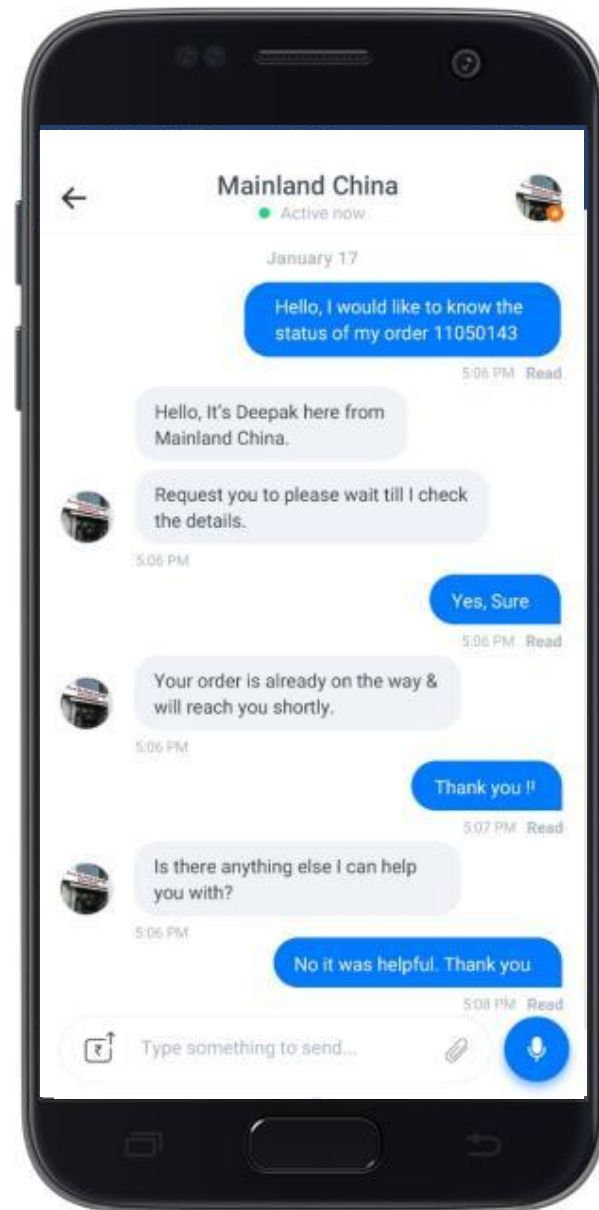 Mainland China
Active now
January 17
Hello, I would like to know the
status of my order 11050143
5:06 PM Read
Hello, It's Deepak here from
Mainland China.
Request you to please wait till I check
the details.
5:06 PM
Yes, Sure
5:06 PM Read
Your order is already on the way &
will reach you shortly.
5:06 PM
Thank you !!
5:07 PM Read
Is there anything else I can help
you with?
5:06 PM
No it was helpful. Thank you
5:08 PM Read
₹
Type something to send...